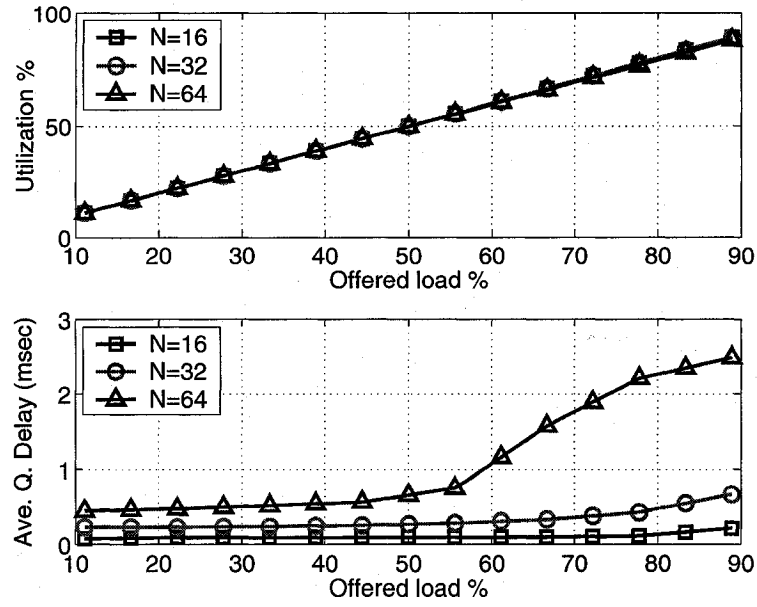 100
50
0
Utilization %
N=16
N=32
N=64
10 20 30 40 50 60 70 80 90
Offered load %
3
2
1
0
Ave. Q. Delay (msec)
N=16
N=32
N=64
10 20 30 40 50 60 70 80 90
Offered load %